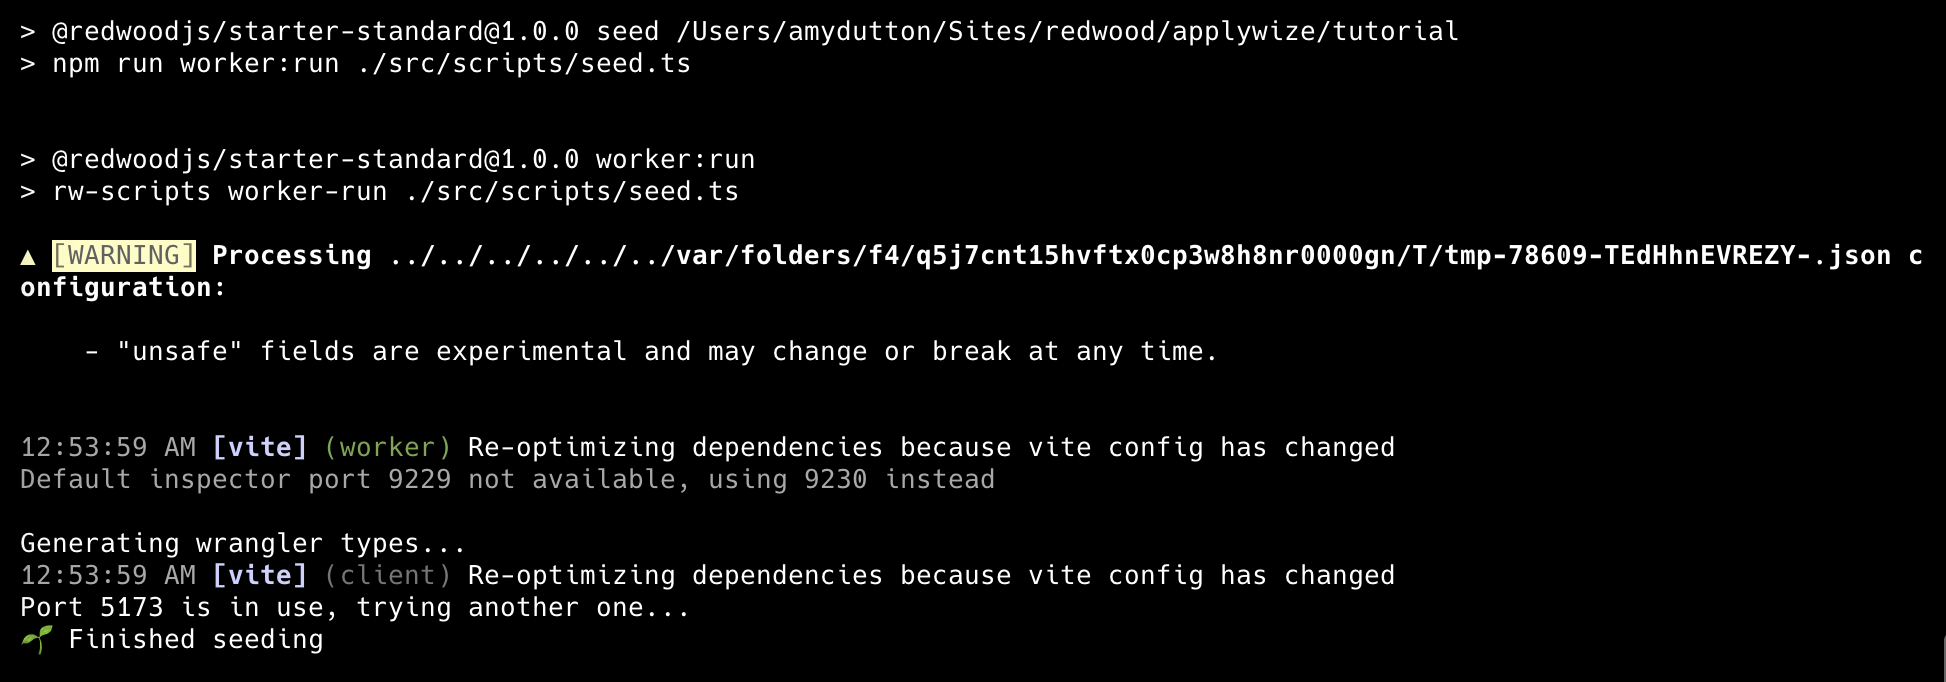 > @redwoodjs/starter-standard@1.0.0 seed /Users/amydutton/Sites/redwood/applywize/tutorial
> npm run worker:run ./src/scripts/seed.ts
> @redwoodjs/starter-standard@1.0.0 worker:run
> rw-scripts worker-run ./src/scripts/seed.ts
▲ [WARNING] Processing ../../../../../../var/folders/f4/q5j7cnt15hvftx0cp3w8h8nr0000gn/T/tmp-78609-TEdHhnEVREZY-.json c
onfiguration:
- "unsafe" fields are experimental and may change or break at any time.
12:53:59 AM [vite] (worker) Re-optimizing dependencies because vite config has changed
Default inspector port 9229 not available, using 9230 instead
Generating wrangler types...
12:53:59 AM [vite] (client) Re-optimizing dependencies because vite config has changed
Port 5173 is in use, trying another one...
🌱 Finished seeding